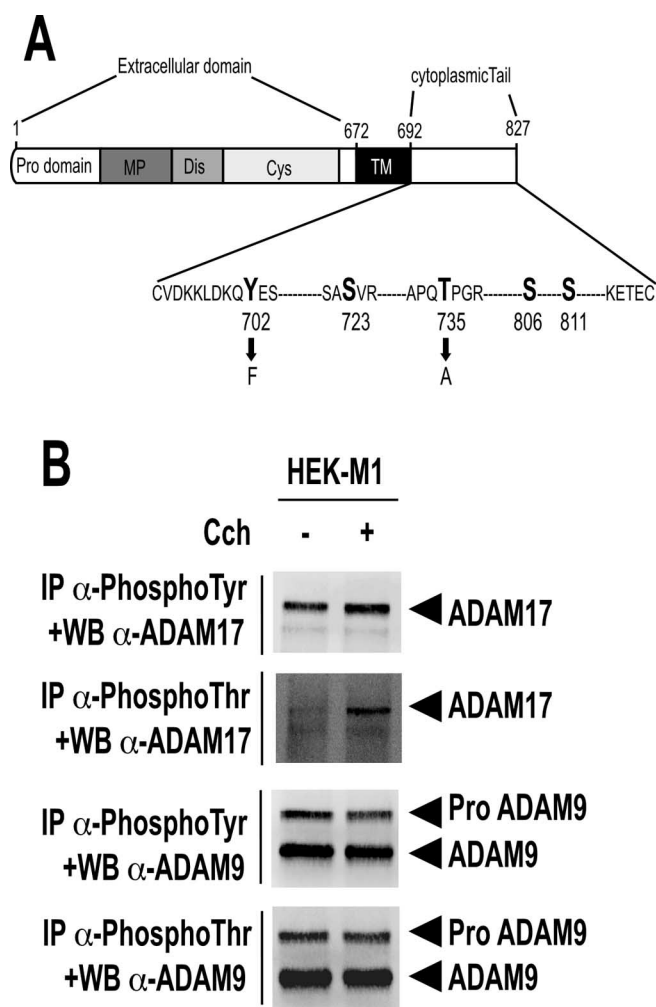 A
Extracellular domain
cytoplasmicTail
1 672 692 827
Pro domain MP Dis Cys TM
CVDKKLDKQYES-------SASVRR----APQTPGR------S---S-----KETEC
702 723 735 806 811
F A
B
HEK-M1
Cch - +
IP α-PhosphoTyr
+WB α-ADAM17
ADAM17
IP α-PhosphoThr
+WB α-ADAM17
ADAM17
IP α-PhosphoTyr
+WB α-ADAM9
Pro ADAM9
ADAM9
IP α-PhosphoThr
+WB α-ADAM9
Pro ADAM9
ADAM9